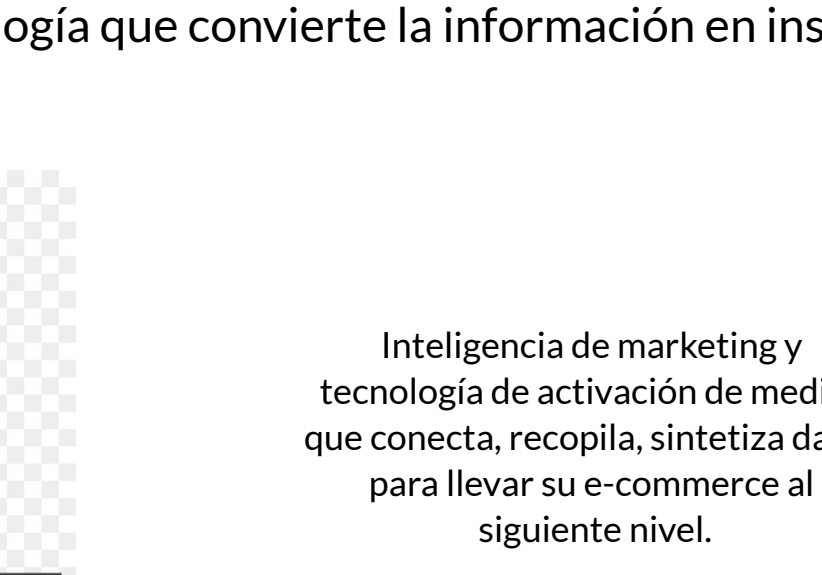 ogía que convierte la información en ins
Inteligencia de marketing y
tecnología de activación de medi
que conecta, recopila, sintetiza da
para llevar su e-commerce al
siguiente nivel.